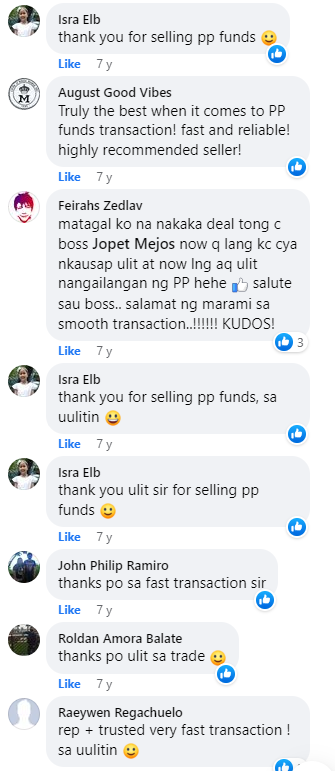 Isra Elb
thank you for selling pp funds 🙂
Like 7 y
M
August Good Vibes
Truly the best when it comes to PP
funds transaction! fast and reliable!
highly recommended seller!
Like 7 y
Feirahs Zedlav
matagal ko na nakaka deal tong c
boss Jopet Mejos now q lang kc cya
nkausap ulit at now lng aq ulit
nangailangan ng PP hehe 👍 salute
sau boss.. salamat ng marami sa
smooth transaction..!!!!!! KUDOS!
3
Like 7 y
Isra Elb
thank you for selling pp funds, sa
uulitin 😀
Like 7 y
Isra Elb
thank you ulit sir for selling pp
funds 🙂
Like 7 y
John Philip Ramiro
thanks po sa fast transaction sir
Like 7 y
Roldan Amora Balate
thanks po ulit sa trade 🙂
Like 7 y
Raeywen Regachuelo
rep + trusted very fast transaction !
sa uulitin 🙂